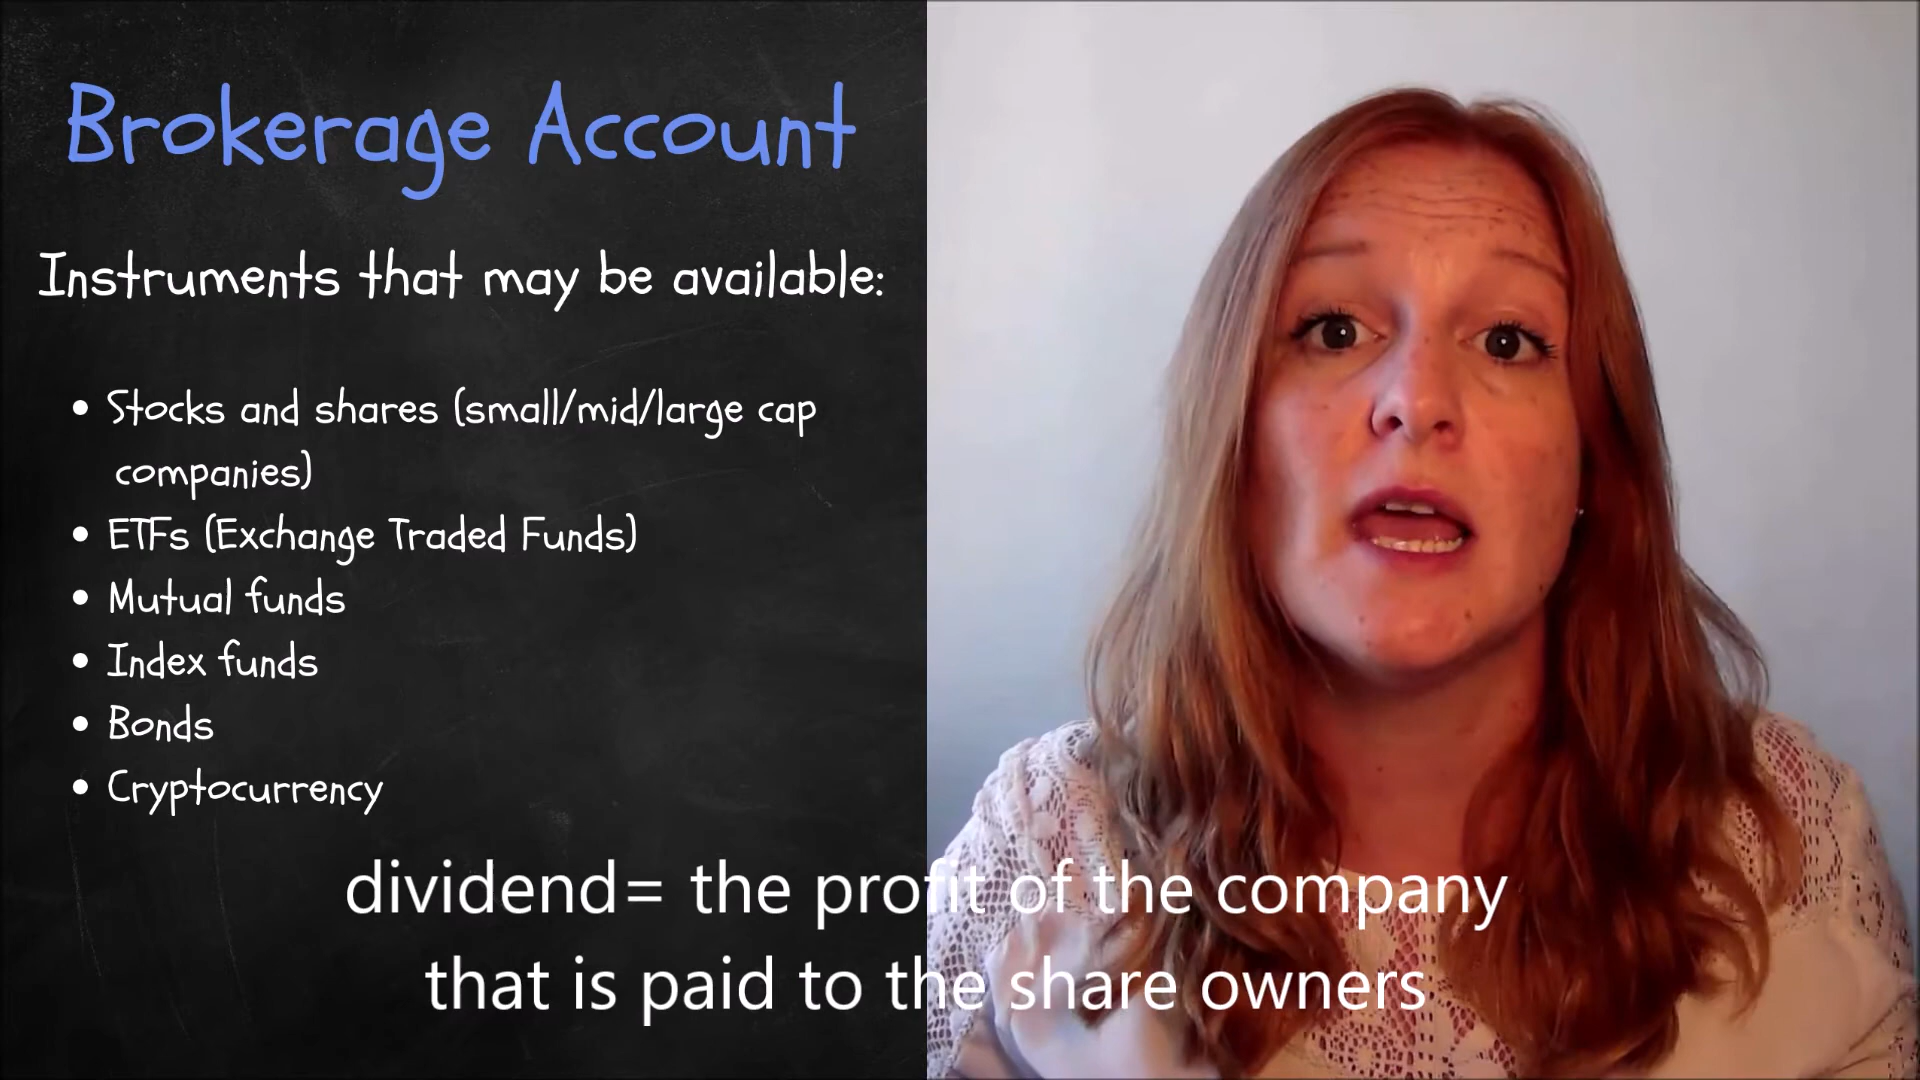 Brokerage Account
Instruments that may be available:
• Stocks and shares (small/mid/large cap
companies)
• ETFs (Exchange Traded Funds)
• Mutual funds
• Index funds
• Bonds
• Cryptocurrency
dividend= the profit of the company
that is paid to the share owners